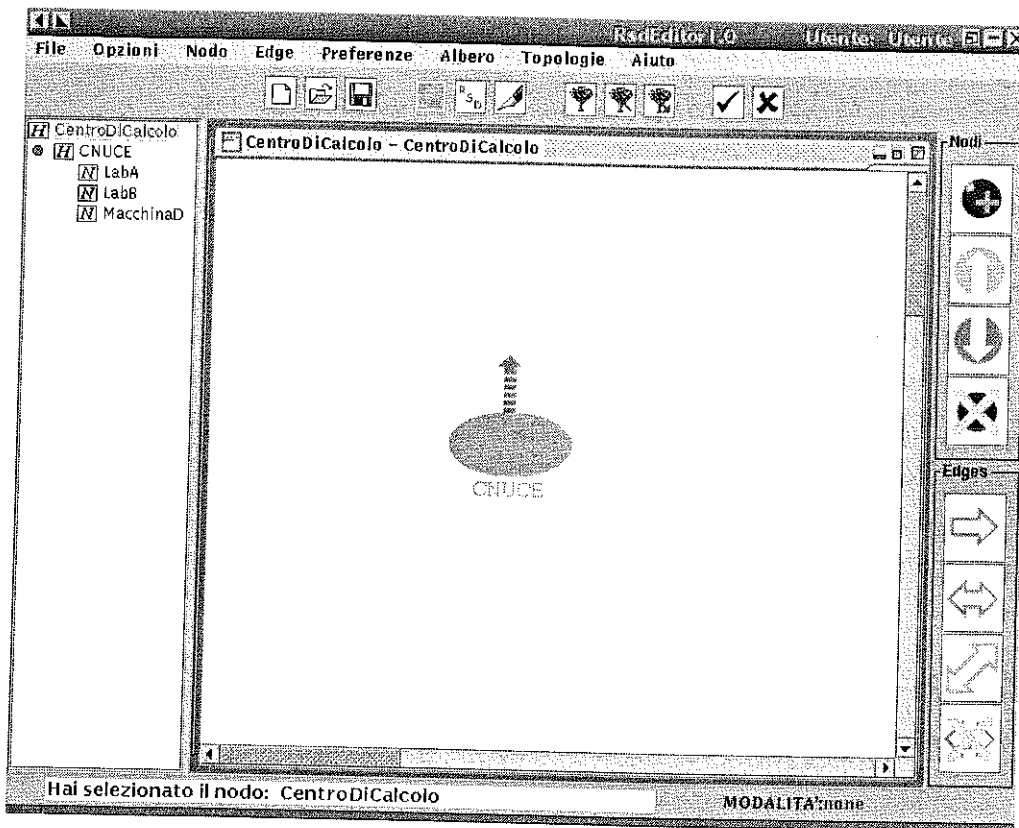 RsdEditor1.0 Utente: Utente
File Opzioni Nodo Edge Preferenze Albero Topologie Aiuto
R S D
H CentroDiCalcolo
H CNUCE
N LabA
N LabB
N MacchinaD
CentroDiCalcolo - CentroDiCalcolo
CNUCE
Nodi
Edges
Hai selezionato il nodo: CentroDiCalcolo
MODALITA':none